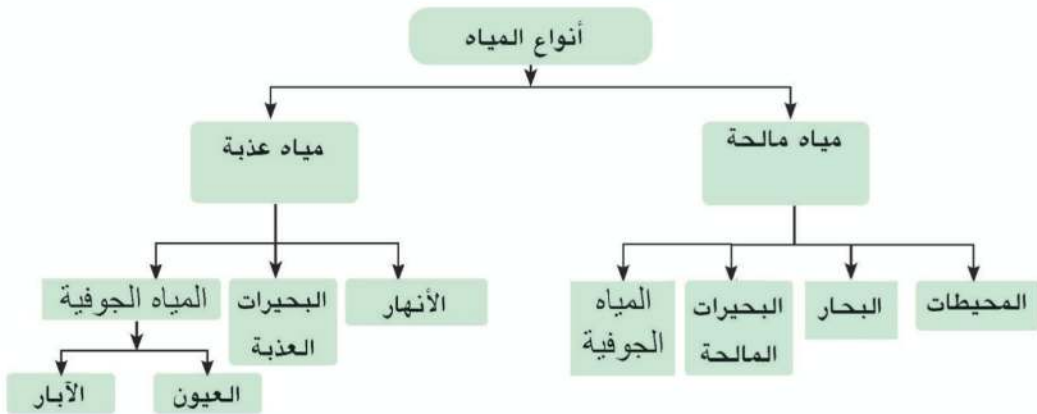 أنواع المياه
مياه مالحة
مياه عذبة
المحيطات
البحار
البحيرات
المالحة
المياه
الجوفية
الأنهار
البحيرات
العذبة
المياه الجوفية
العيون
الآبار